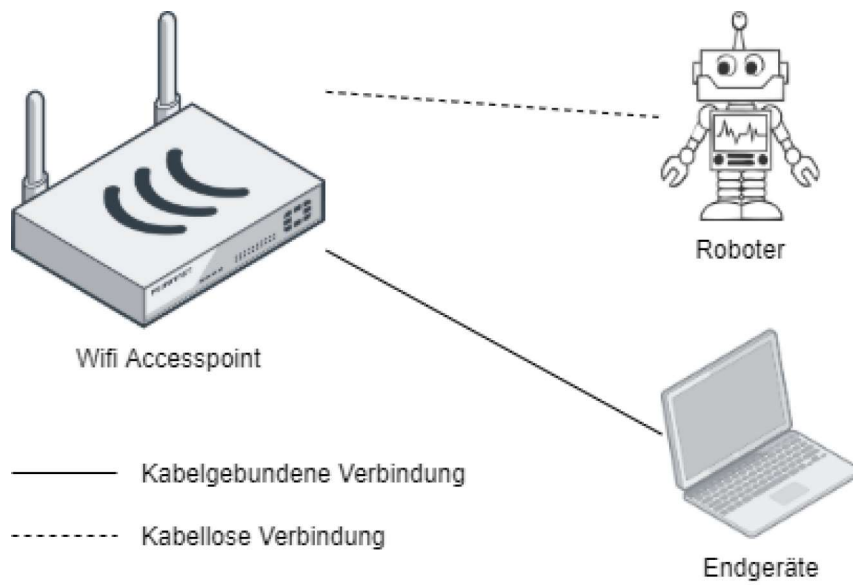 Roboter
Wifi Accesspoint
Kabelgebundene Verbindung
Kabellose Verbindung
Endgeräte